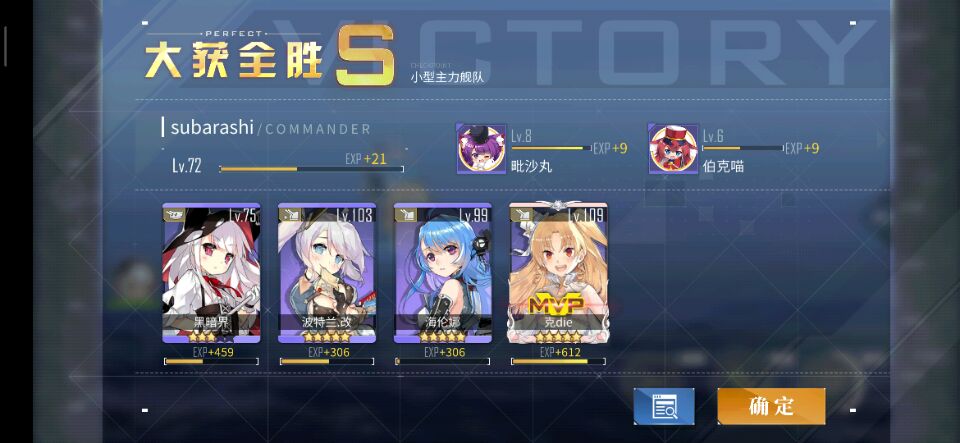 PERFECT
大获全胜 S
VICTORY
CHECKPOINT
小型主力舰队
subarashi/COMMANDER
Lv.72 EXP+21
Lv.8 EXP+9
毗沙丸
Lv.6 EXP+9
伯克喵
Lv.75 Lv.103 Lv.99 Lv.109
MVP
黑暗界 波特兰.改 海伦娜 克die
EXP+459 EXP+306 EXP+306 EXP+612
确定